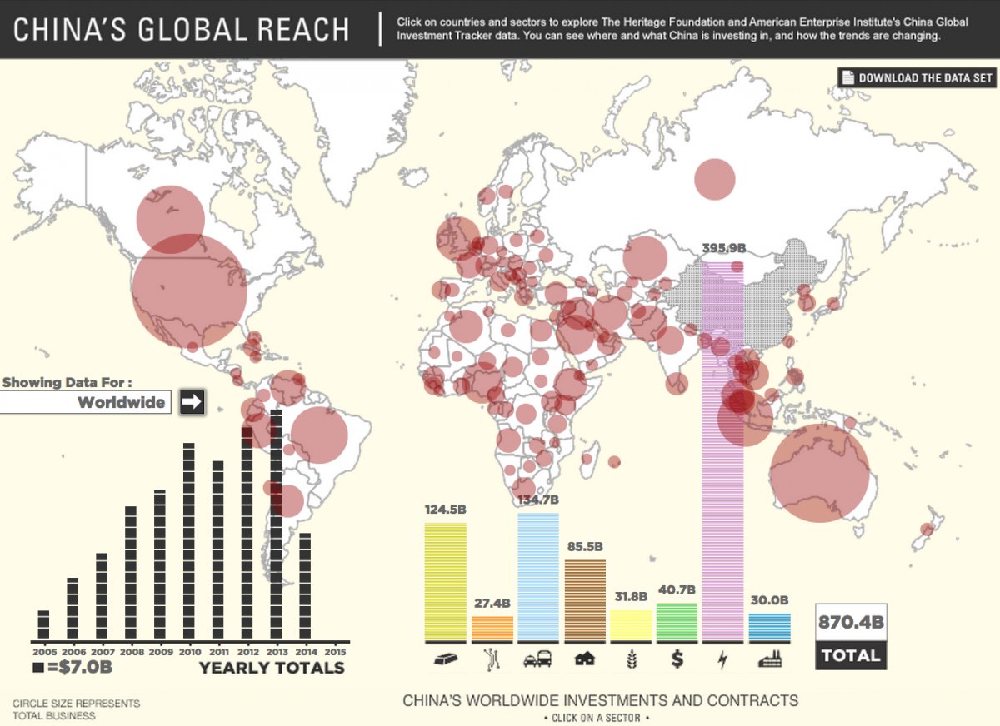 CHINA'S GLOBAL REACH
Click on countries and sectors to explore The Heritage Foundation and American Enterprise Institute's China Global
Investment Tracker data. You can see where and what China is investing in, and how the trends are changing.
DOWNLOAD THE DATA SET
395.9B
Showing Data For :
Worldwide
124.5B
134.7B
85.5B
27.4B
31.8B
40.7B
30.0B
870.4B
TOTAL
2005 2006 2007 2008 2009 2010 2011 2012 2013 2014 2015
=$7.0B
YEARLY TOTALS
$
CIRCLE SIZE REPRESENTS
TOTAL BUSINESS
CHINA'S WORLDWIDE INVESTMENTS AND CONTRACTS
• CLICK ON A SECTOR •